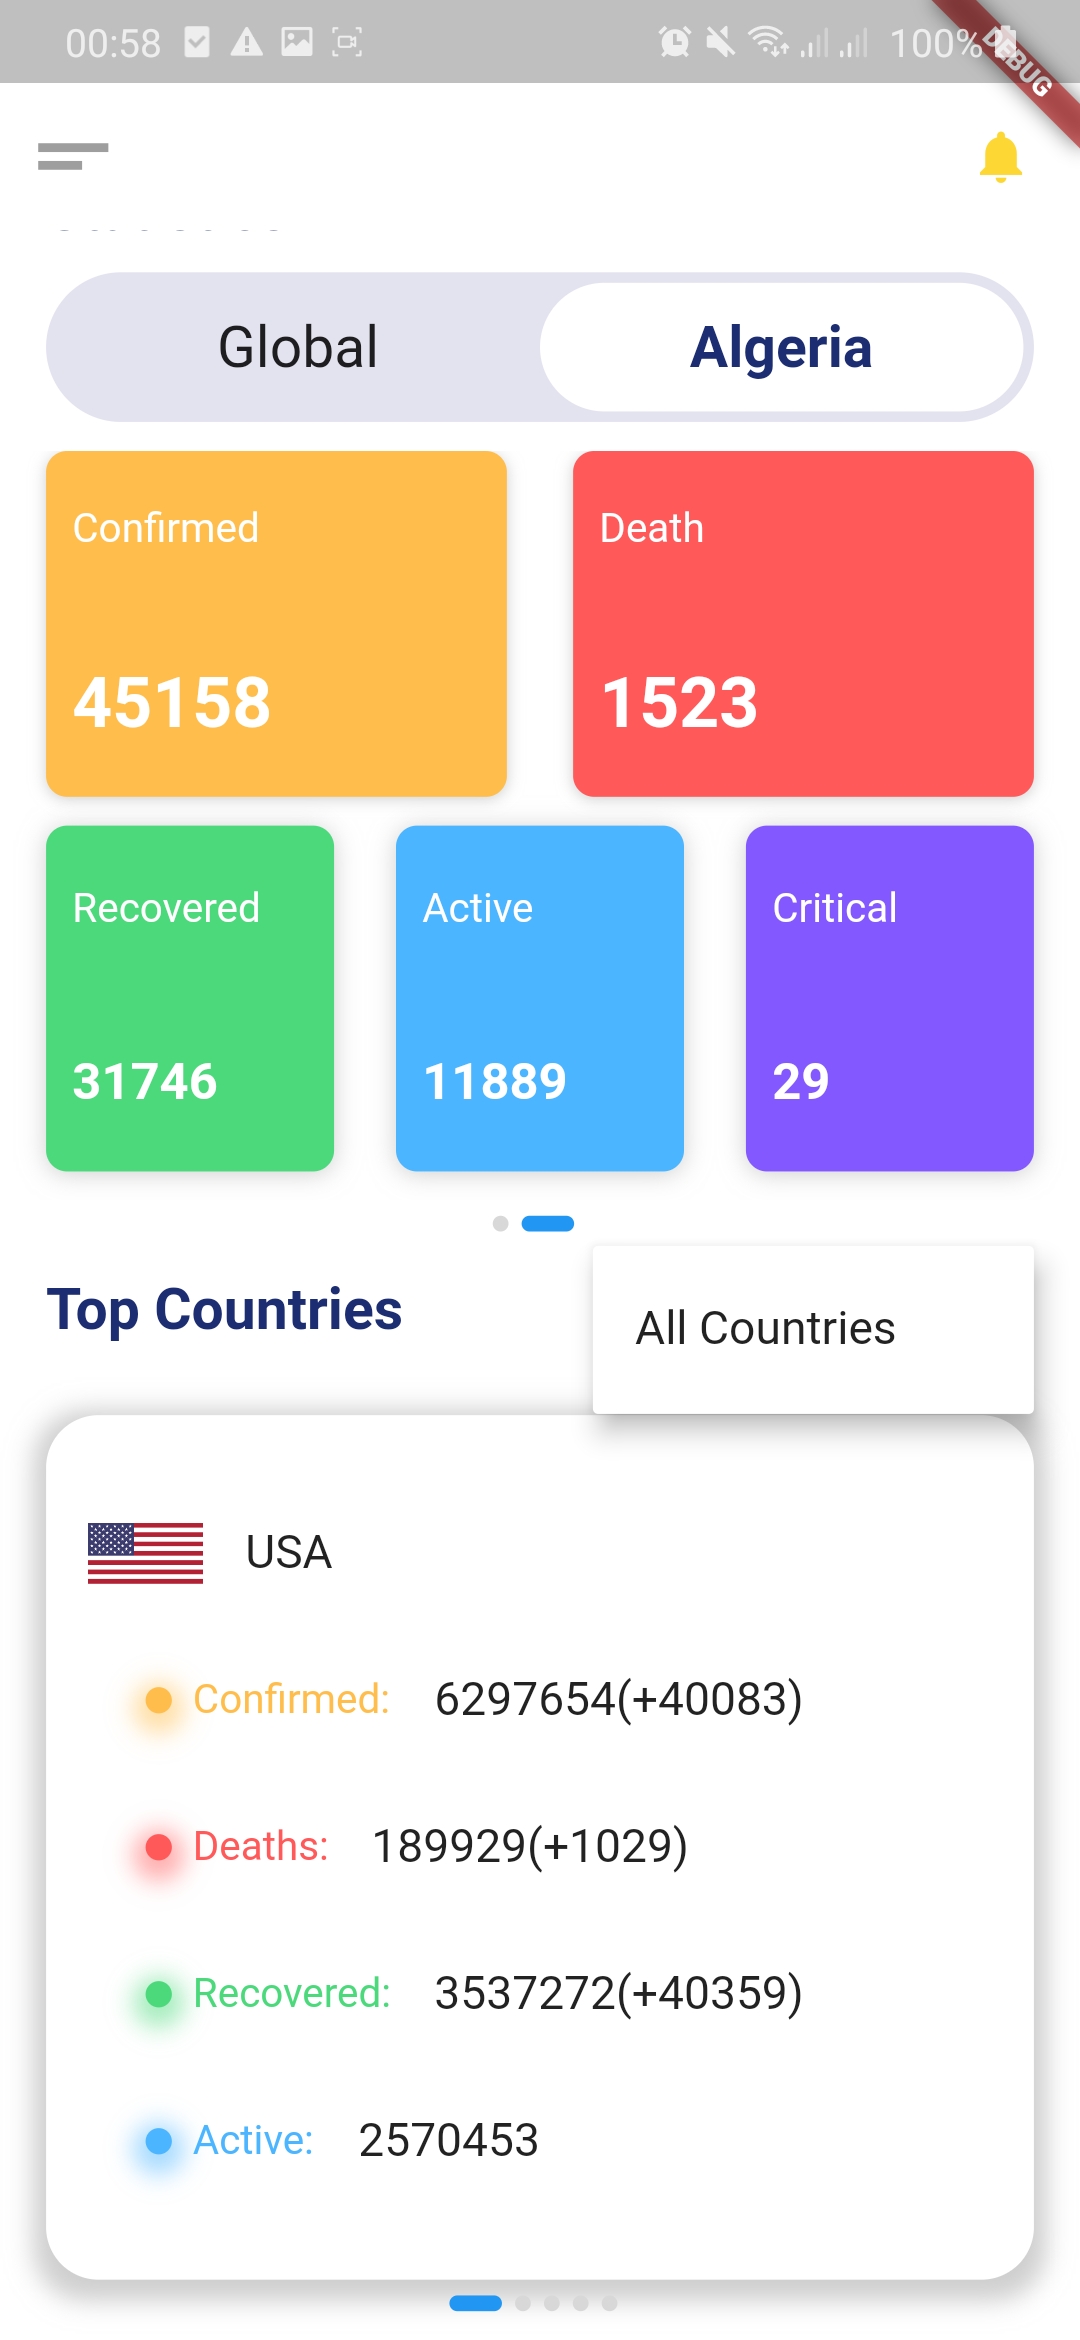 00:58
100%
DEBUG
Global Algeria
Confirmed
Death
45158
1523
Recovered
Active
Critical
31746
11889
29
Top Countries
All Countries
USA
Confirmed: 6297654(+40083)
Deaths: 189929(+1029)
Recovered: 3537272(+40359)
Active: 2570453